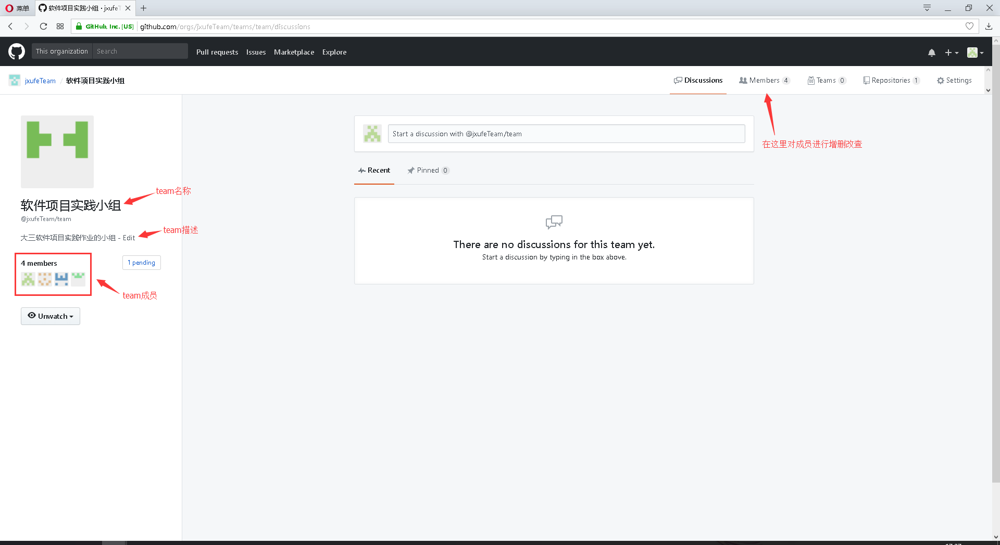 菜单
软件项目实践小组 · jxufeT
GitHub, Inc. [US]
github.com/orgs/jxufeTeam/teams/team/discussions
This organization
Search
Pull requests
Issues
Marketplace
Explore
jxufeTeam / 软件项目实践小组
Discussions
Members 4
Teams 0
Repositories 1
Settings
在这里对成员进行增删改查
Start a discussion with @jxufeTeam/team
Recent
Pinned 0
team名称
软件项目实践小组
@jxufeTeam/team
team描述
大三软件项目实践作业的小组 - Edit
4 members
1 pending
team成员
Unwatch
There are no discussions for this team yet.
Start a discussion by typing in the box above.